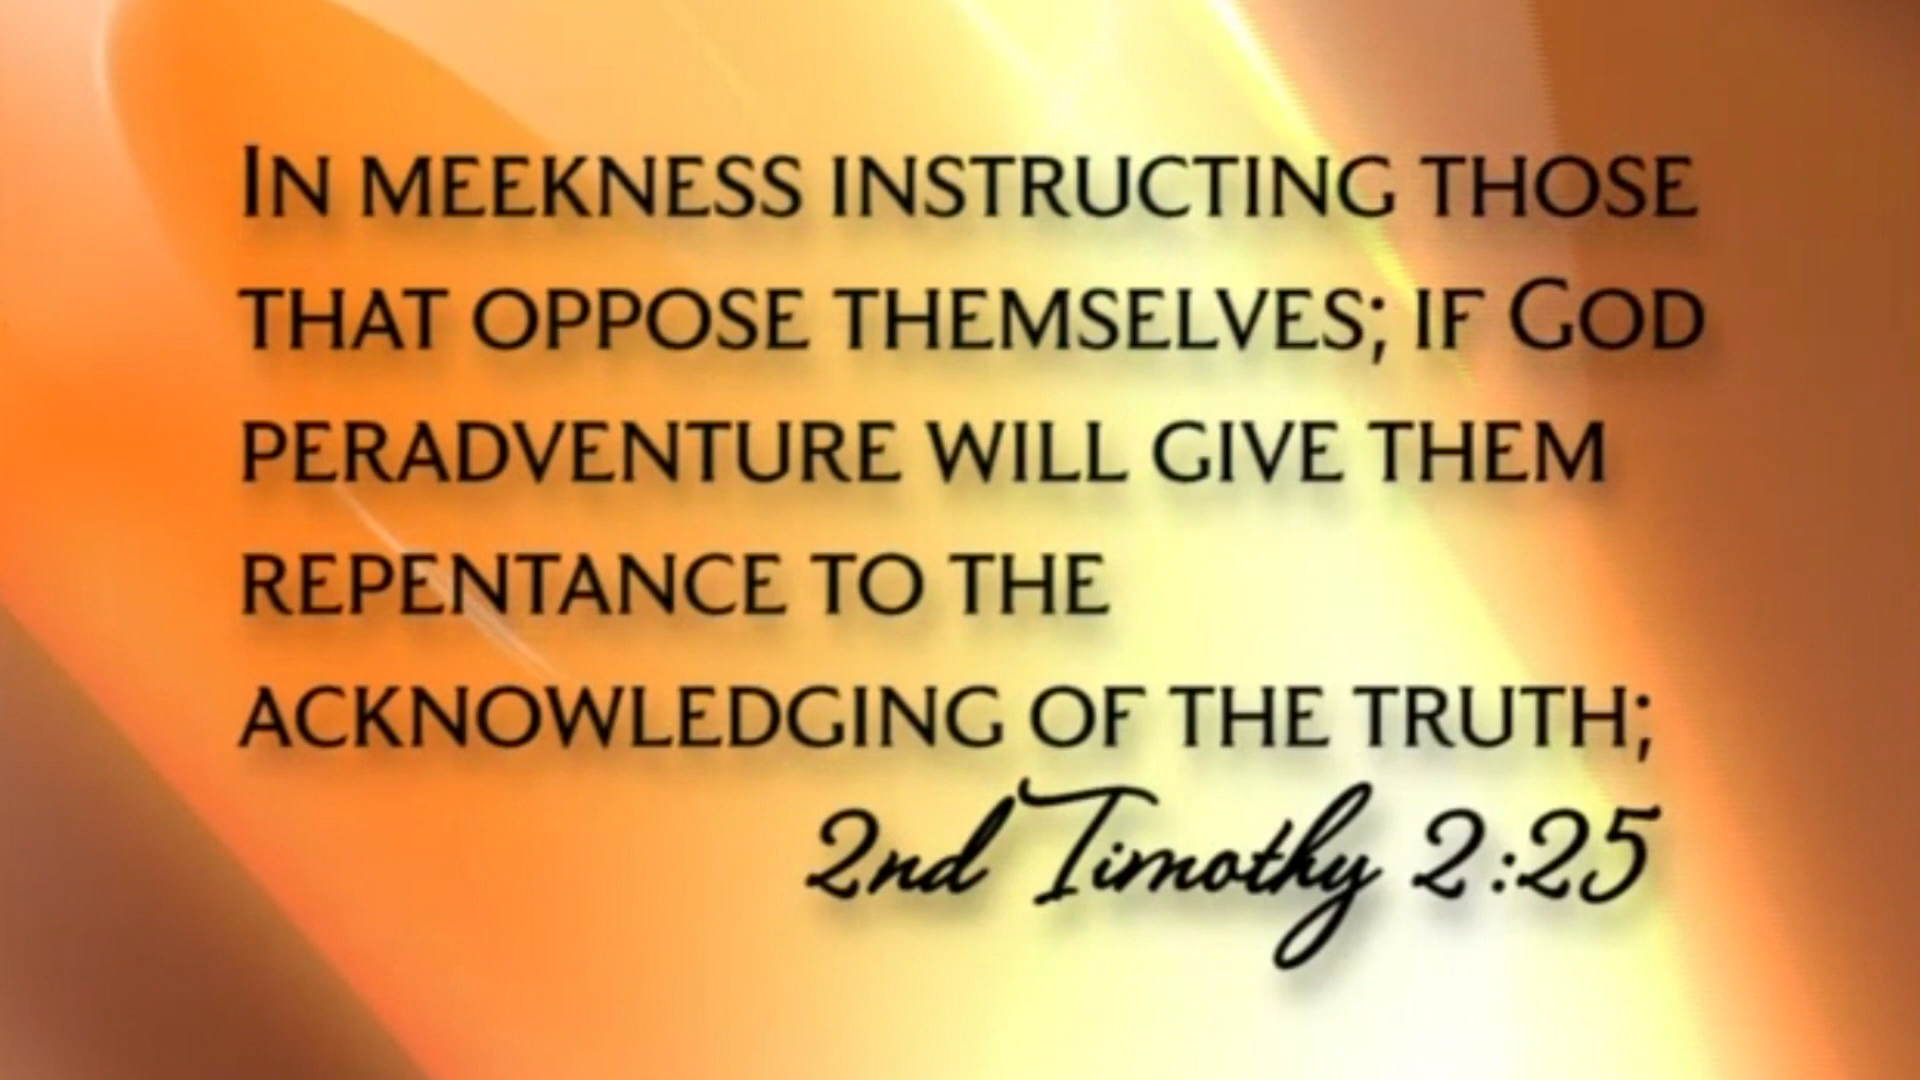 In meekness instructing those
that oppose themselves; if God
peradventure will give them
repentance to the
acknowledging of the truth;
2nd Timothy 2:25